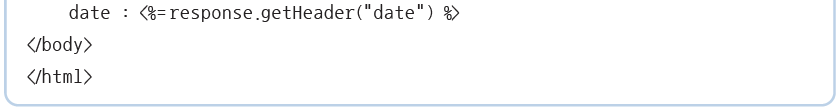 date : <%=response.getHeader("date") %>
</body>
</html>